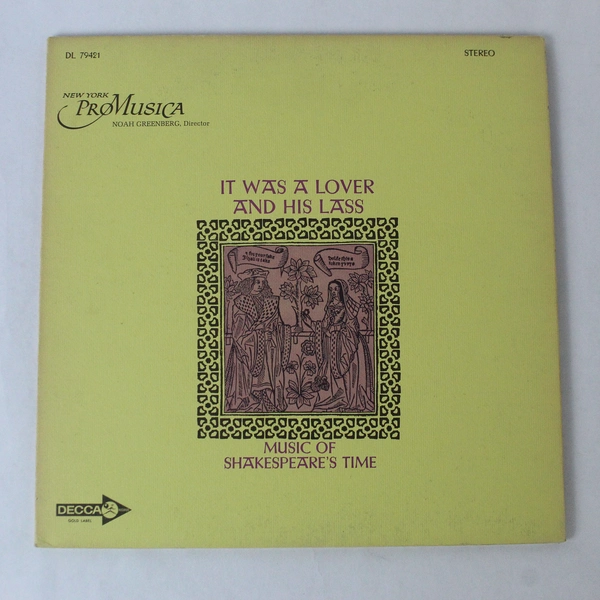 DL 79421
STEREO
NEW YORK
PRO MUSICA
NOAH GREENBERG, Director
IT WAS A LOVER
AND HIS LASS
MUSIC OF
SHAKESPEARE'S TIME
DECCA
GOLD LABEL